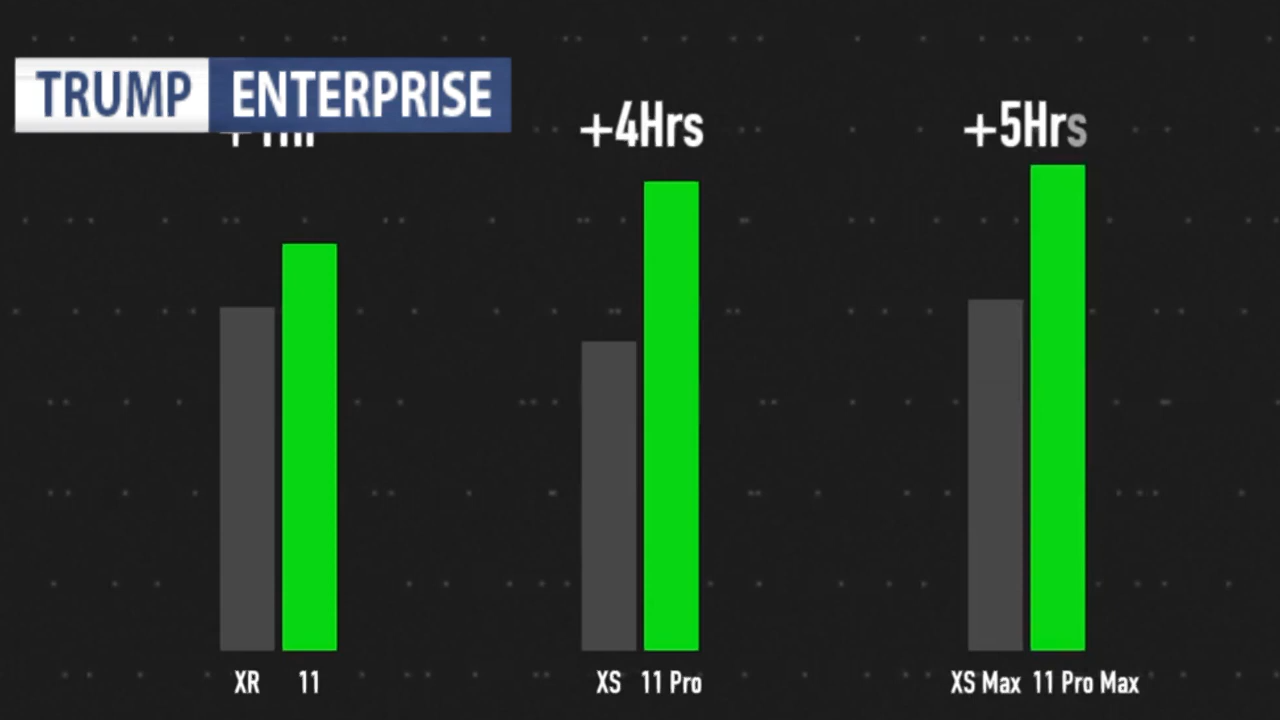 TRUMP ENTERPRISE
+4Hrs +5Hrs
XR 11 XS 11 Pro XS Max 11 Pro Max